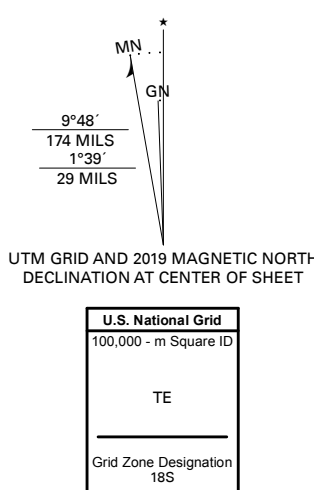 ★
MN
GN
9°48´
174 MILS
1°39´
29 MILS
UTM GRID AND 2019 MAGNETIC NORTH
DECLINATION AT CENTER OF SHEET
U.S. National Grid
100,000 - m Square ID
TE
Grid Zone Designation
18S